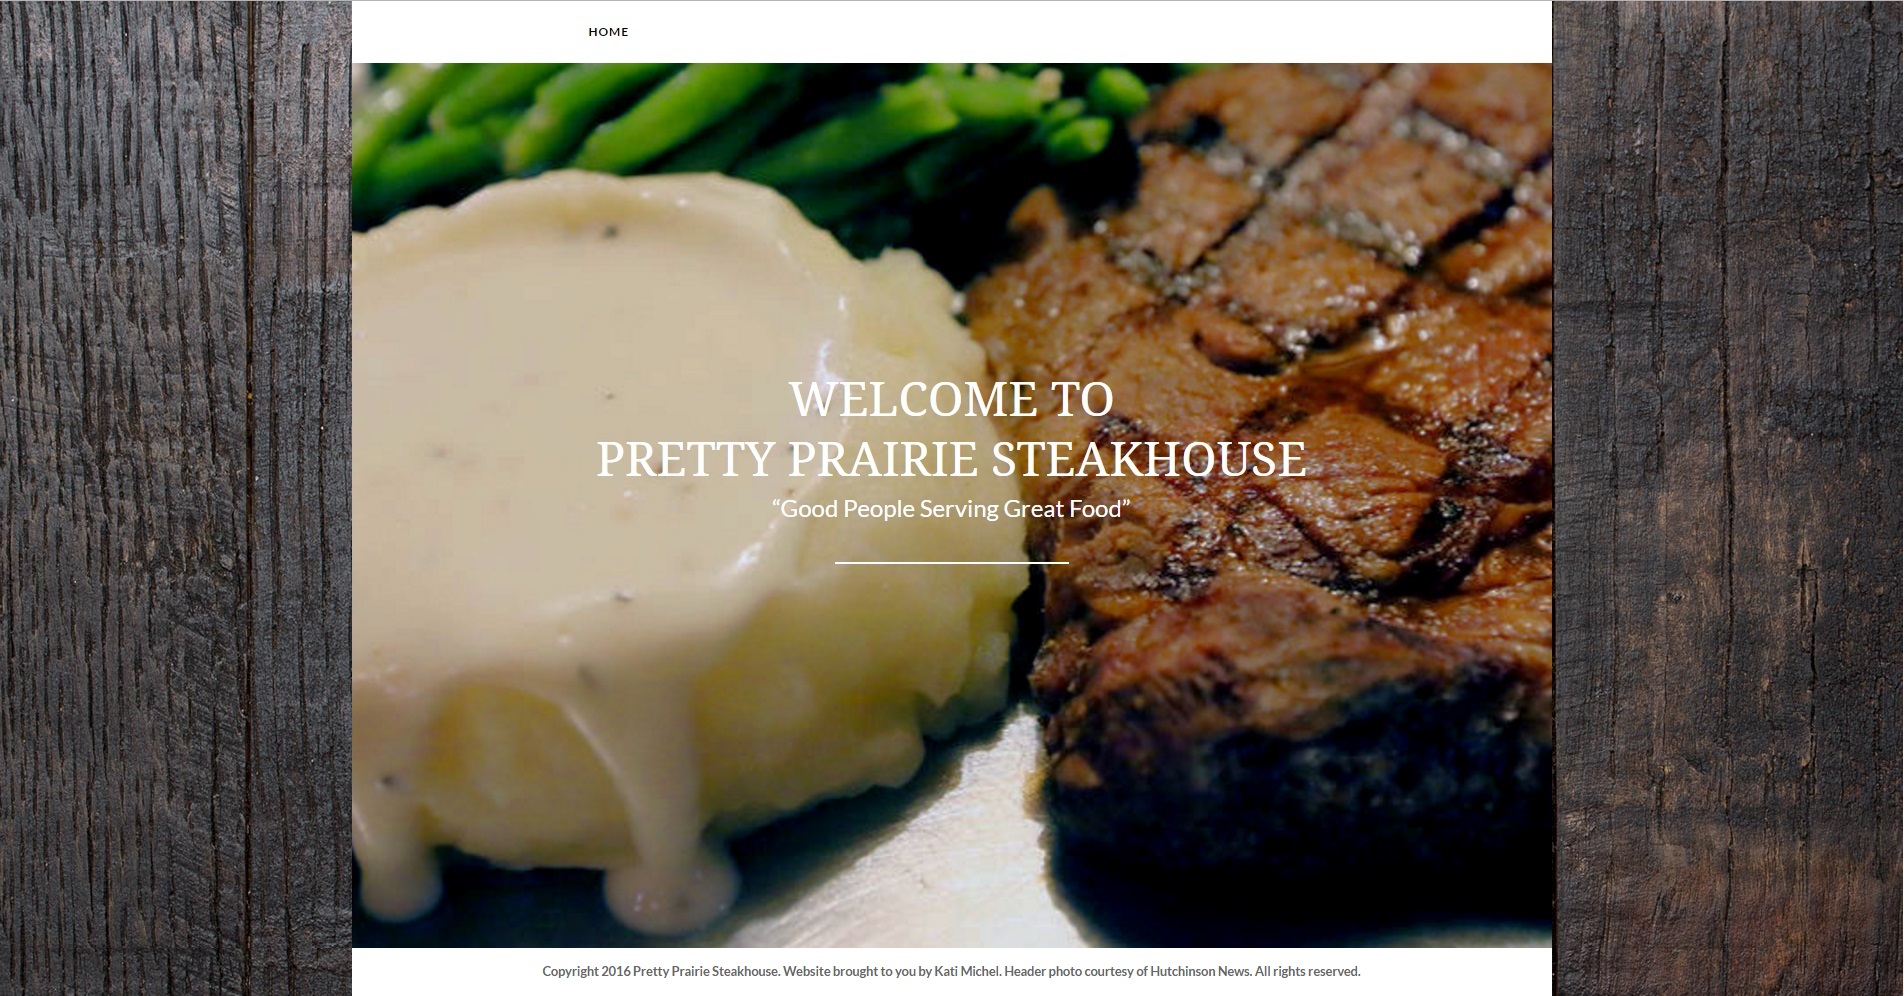 HOME
WELCOME TO
PRETTY PRAIRIE STEAKHOUSE
“Good People Serving Great Food”
Copyright 2016 Pretty Prairie Steakhouse. Website brought to you by Kati Michel. Header photo courtesy of Hutchinson News. All rights reserved.